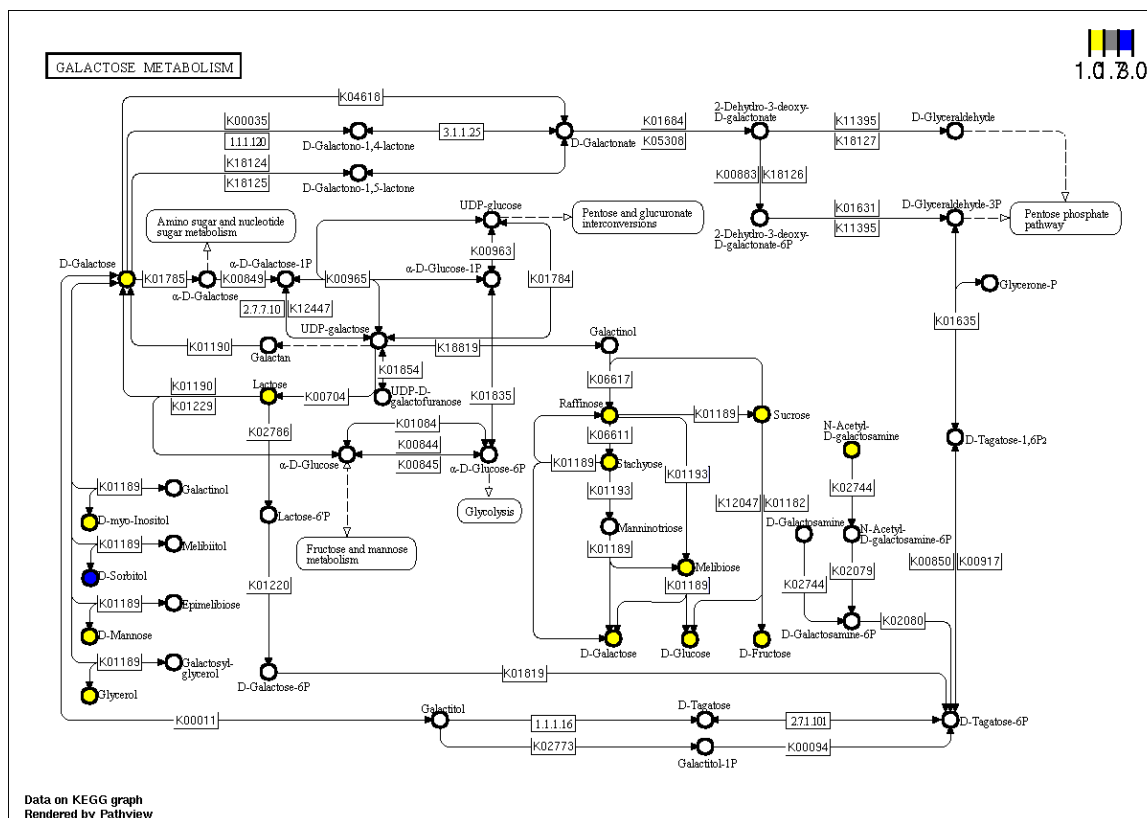 GALACTOSE METABOLISM
K04618
K00035
1.1.1.120
D-Galactono-1,4-lactone
3.1.1.25
D-Galactonate
K01684
K05308
2-Dehydro-3-deoxy-
D-galactonate
K11395
K18127
D-Glyceraldehyde
K18124
K18125
D-Galactono-1,5-lactone
K00883
K18126
Amino sugar and nucleotide
sugar metabolism
UDP-glucose
Pentose and glucuronate
interconversions
2-Dehydro-3-deoxy-
D-galactonate-6P
K01631
K11395
D-Glyceraldehyde-3P
Pentose phosphate
pathway
D-Galactose
K01785
α-D-Galactose
K00849
α-D-Galactose-1P
K00965
α-D-Glucose-1P
K00963
K01784
Glycerone-P
2.7.7.10
K12447
K01635
UDP-galactose
K01190
Galactan
K18819
Galactinol
K01854
UDP-D-
galactofuranose
K01835
K06617
K01190
K01229
Lactose
K00704
Raffinose
K01189
Sucrose
K02786
K01084
K00844
K00845
α-D-Glucose
α-D-Glucose-6P
K06611
K01189
Stachyose
K01193
K01193
N-Acetyl-
D-galactosamine
D-Tagatose-1,6P2
K02744
K12047
K01182
K01189
Galactinol
D-myo-Inositol
Lactose-6'P
Glycolysis
Manninotriose
D-Galactosamine
N-Acetyl-
D-galactosamine-6P
K01189
Melibiitol
D-Sorbitol
Fructose and mannose
metabolism
K01189
Melibiose
K01189
K02744
K02079
K00850
K00917
K01220
K01189
Epimelibiose
D-Mannose
D-Galactose
D-Glucose
D-Fructose
D-Galactosamine-6P
K02080
K01189
Galactosyl-
glycerol
Glycerol
D-Galactose-6P
K01819
K00011
Galactitol
1.1.1.16
D-Tagatose
2.7.1.101
D-Tagatose-6P
K02773
Galactitol-1P
K00094
Data on KEGG graph
Rendered by Pathview